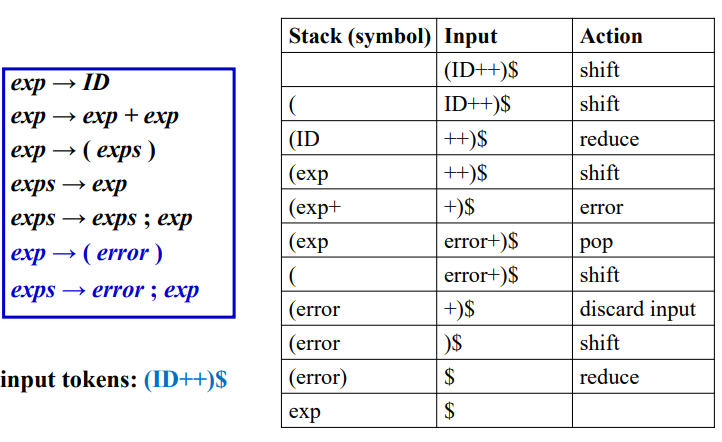 exp → ID
exp → exp + exp
exp → ( exps )
exps → exp
exps → exps ; exp
exp → ( error )
exps → error ; exp
input tokens: (ID++)$
Stack (symbol) Input Action
(ID++)$ shift
( ID++)$ shift
(ID ++)$ reduce
(exp ++)$ shift
(exp+ +)$ error
(exp error+)$ pop
( error+)$ shift
(error +)$ discard input
(error )$ shift
(error) $ reduce
exp $